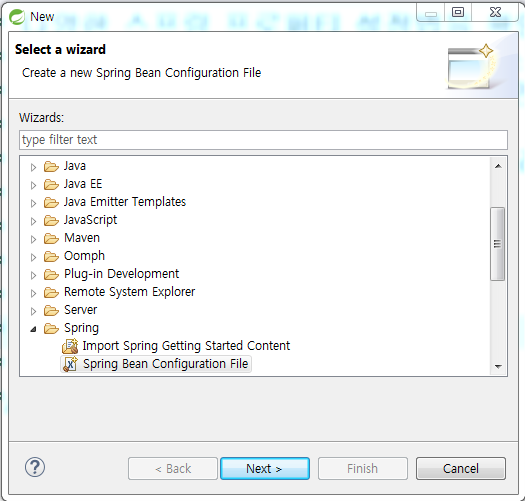 New
Select a wizard
Create a new Spring Bean Configuration File
Wizards:
type filter text
Java
Java EE
Java Emitter Templates
JavaScript
Maven
Oomph
Plug-in Development
Remote System Explorer
Server
Spring
Import Spring Getting Started Content
Spring Bean Configuration File
< Back Next > Finish Cancel